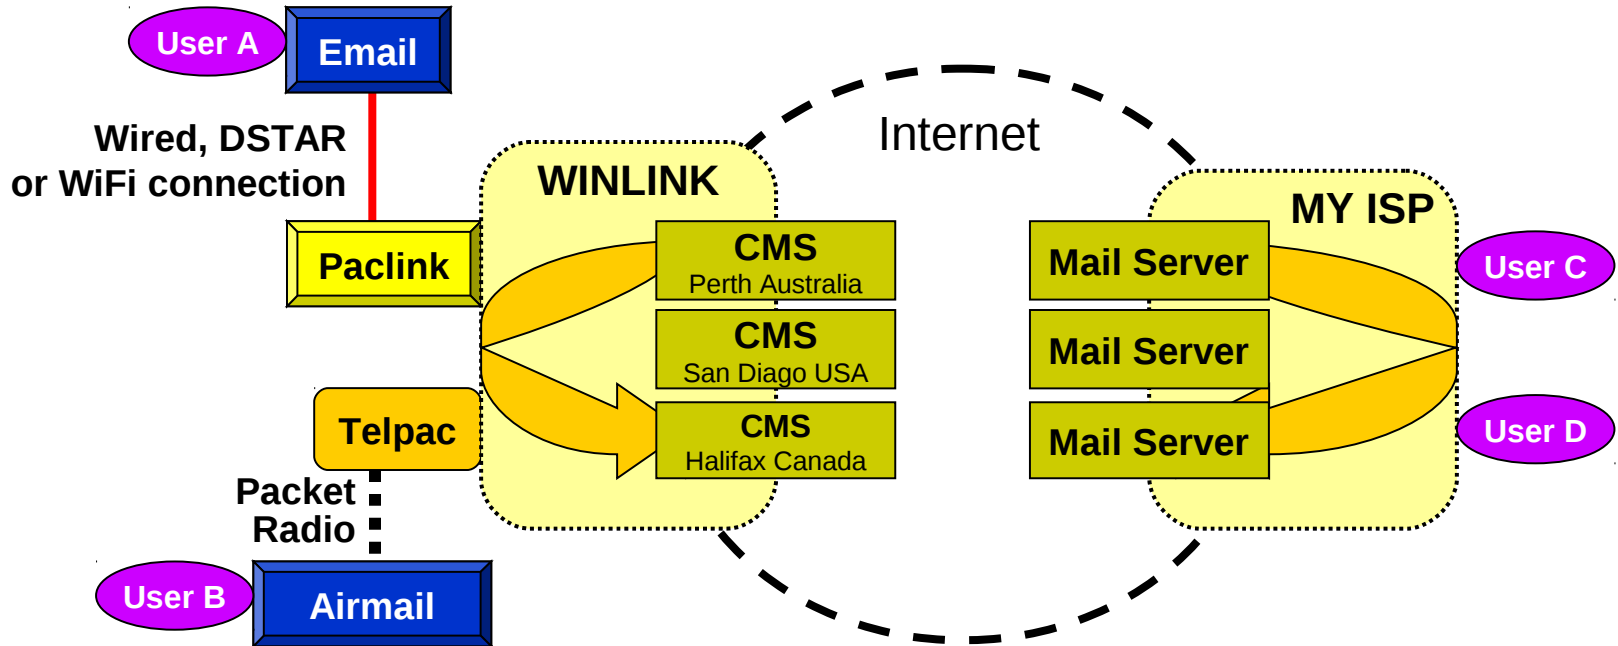 User A
Email
Wired, DSTAR
or WiFi connection
Paclink
Telpac
Packet
Radio
User B
Airmail
WINLINK
CMS
Perth Australia
CMS
San Diago USA
CMS
Halifax Canada
Internet
MY ISP
Mail Server
Mail Server
Mail Server
User C
User D